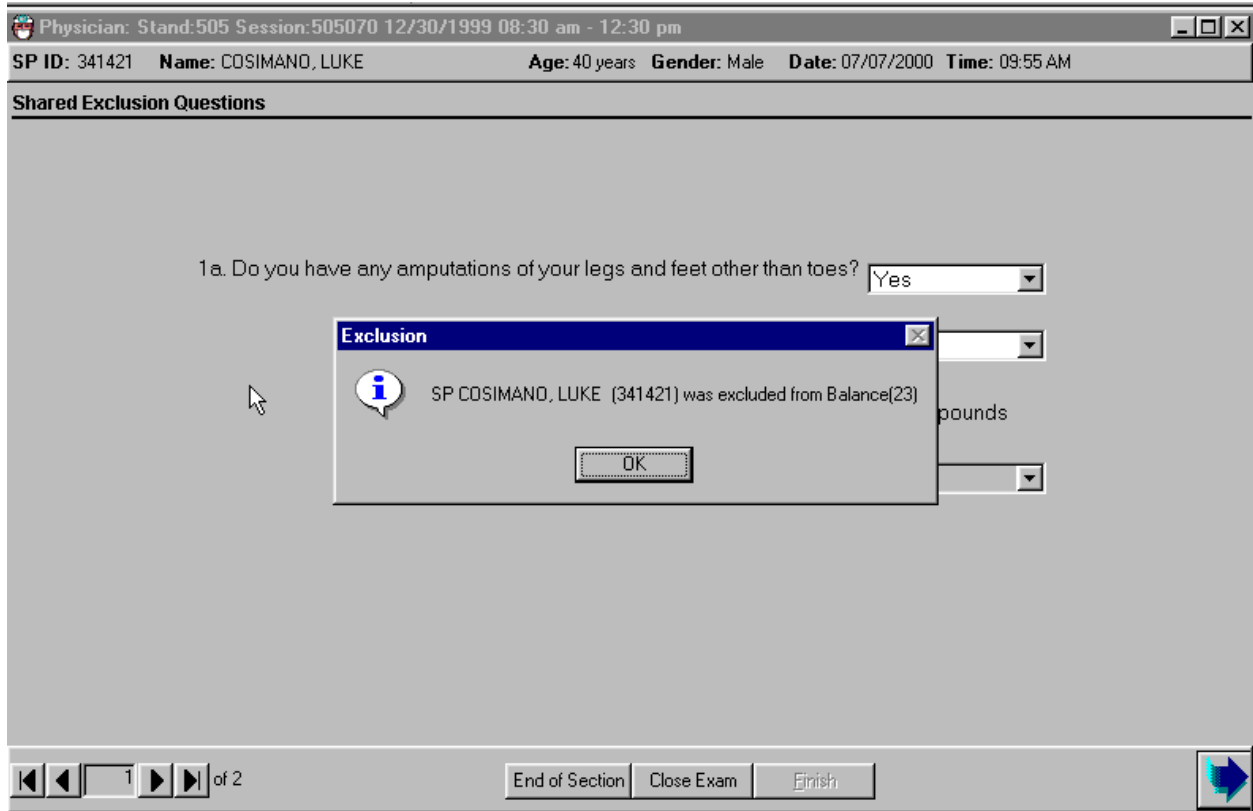 Physician: Stand:505 Session:505070 12/30/1999 08:30 am - 12:30 pm
SP ID: 341421 Name: COSIMANO, LUKE Age: 40 years Gender: Male Date: 07/07/2000 Time: 09:55 AM
Shared Exclusion Questions
1a. Do you have any amputations of your legs and feet other than toes? Yes
Exclusion
SP COSIMANO, LUKE (341421) was excluded from Balance(23)
pounds
OK
1 of 2 End of Section Close Exam Finish